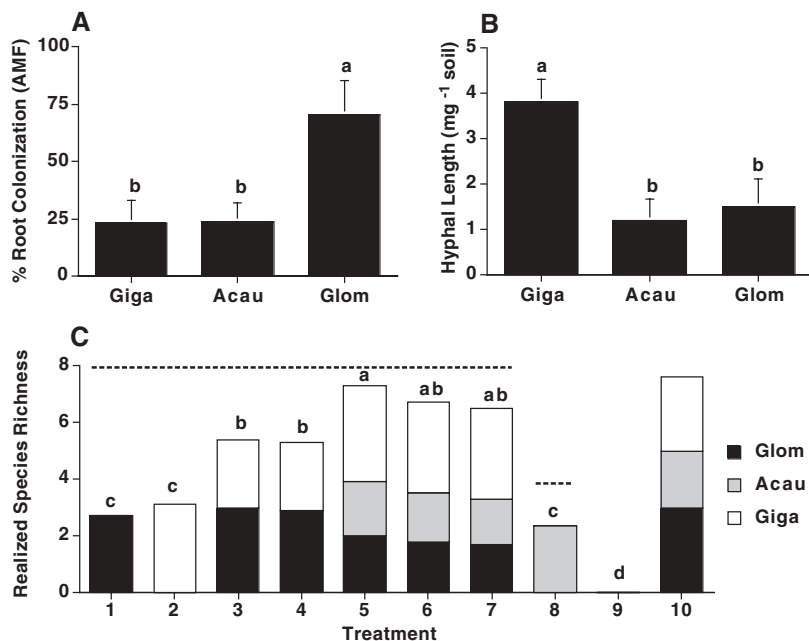 A
% Root Colonization (AMF)
100
75
50
25
0
b
b
a
Giga Acau Glom
B
Hyphal Length (mg -1 soil)
5
4
3
2
1
0
a
b
b
Giga Acau Glom
C
Realized Species Richness
8
6
4
2
0
c
c
b
b
a
ab
ab
c
d
1 2 3 4 5 6 7 8 9 10
Treatment
Glom
Acau
Giga